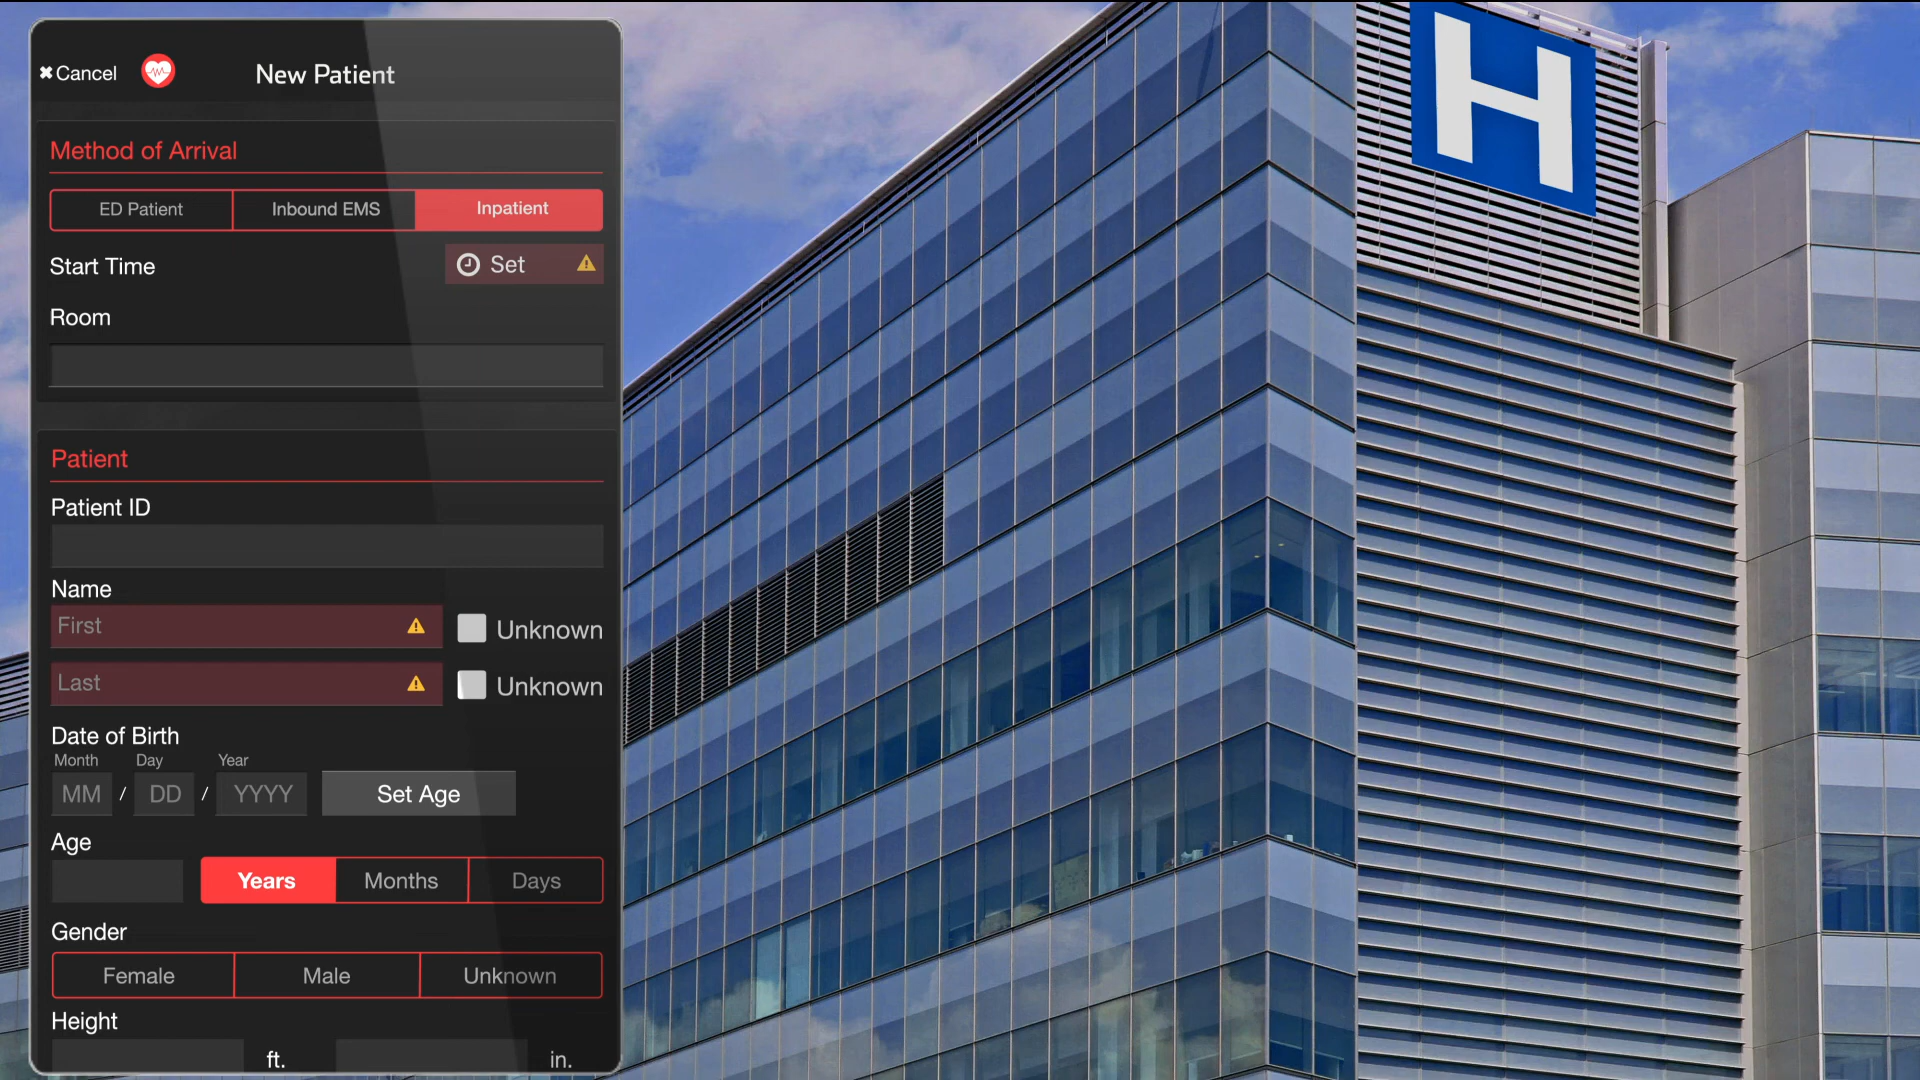 ✖Cancel New Patient
Method of Arrival
ED Patient Inbound EMS Inpatient
Start Time Set
Room
Patient
Patient ID
Name
First Unknown
Last Unknown
Date of Birth
Month Day Year
MM / DD / YYYY Set Age
Age
Years Months Days
Gender
Female Male Unknown
Height
ft. in.
H